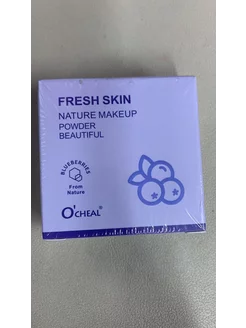 FRESH SKIN
NATURE MAKEUP
POWDER
BEAUTIFUL
BLUEBERRIES
From
Nature
O'CHEAL®